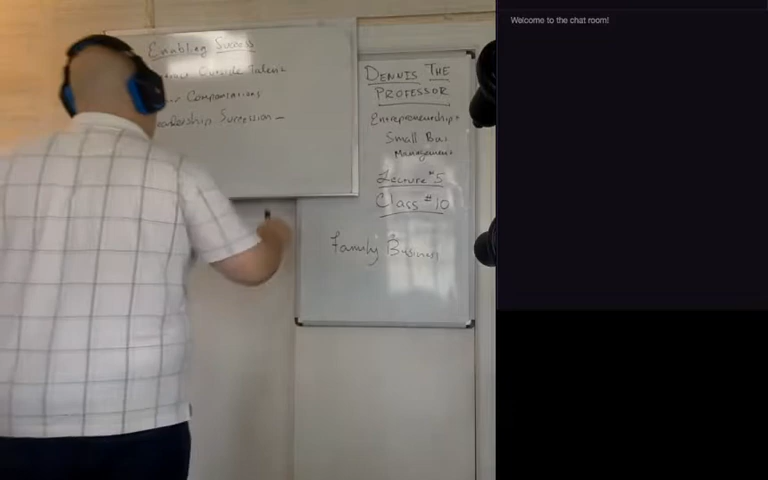 Enabling Success
Outside Talent
Compensations
Leadership Succession -
DENNIS THE
PROFESSOR
Entrepreneurship +
Small Bus
Management
Lecture #5
Class #10
Family Business
Welcome to the chat room!